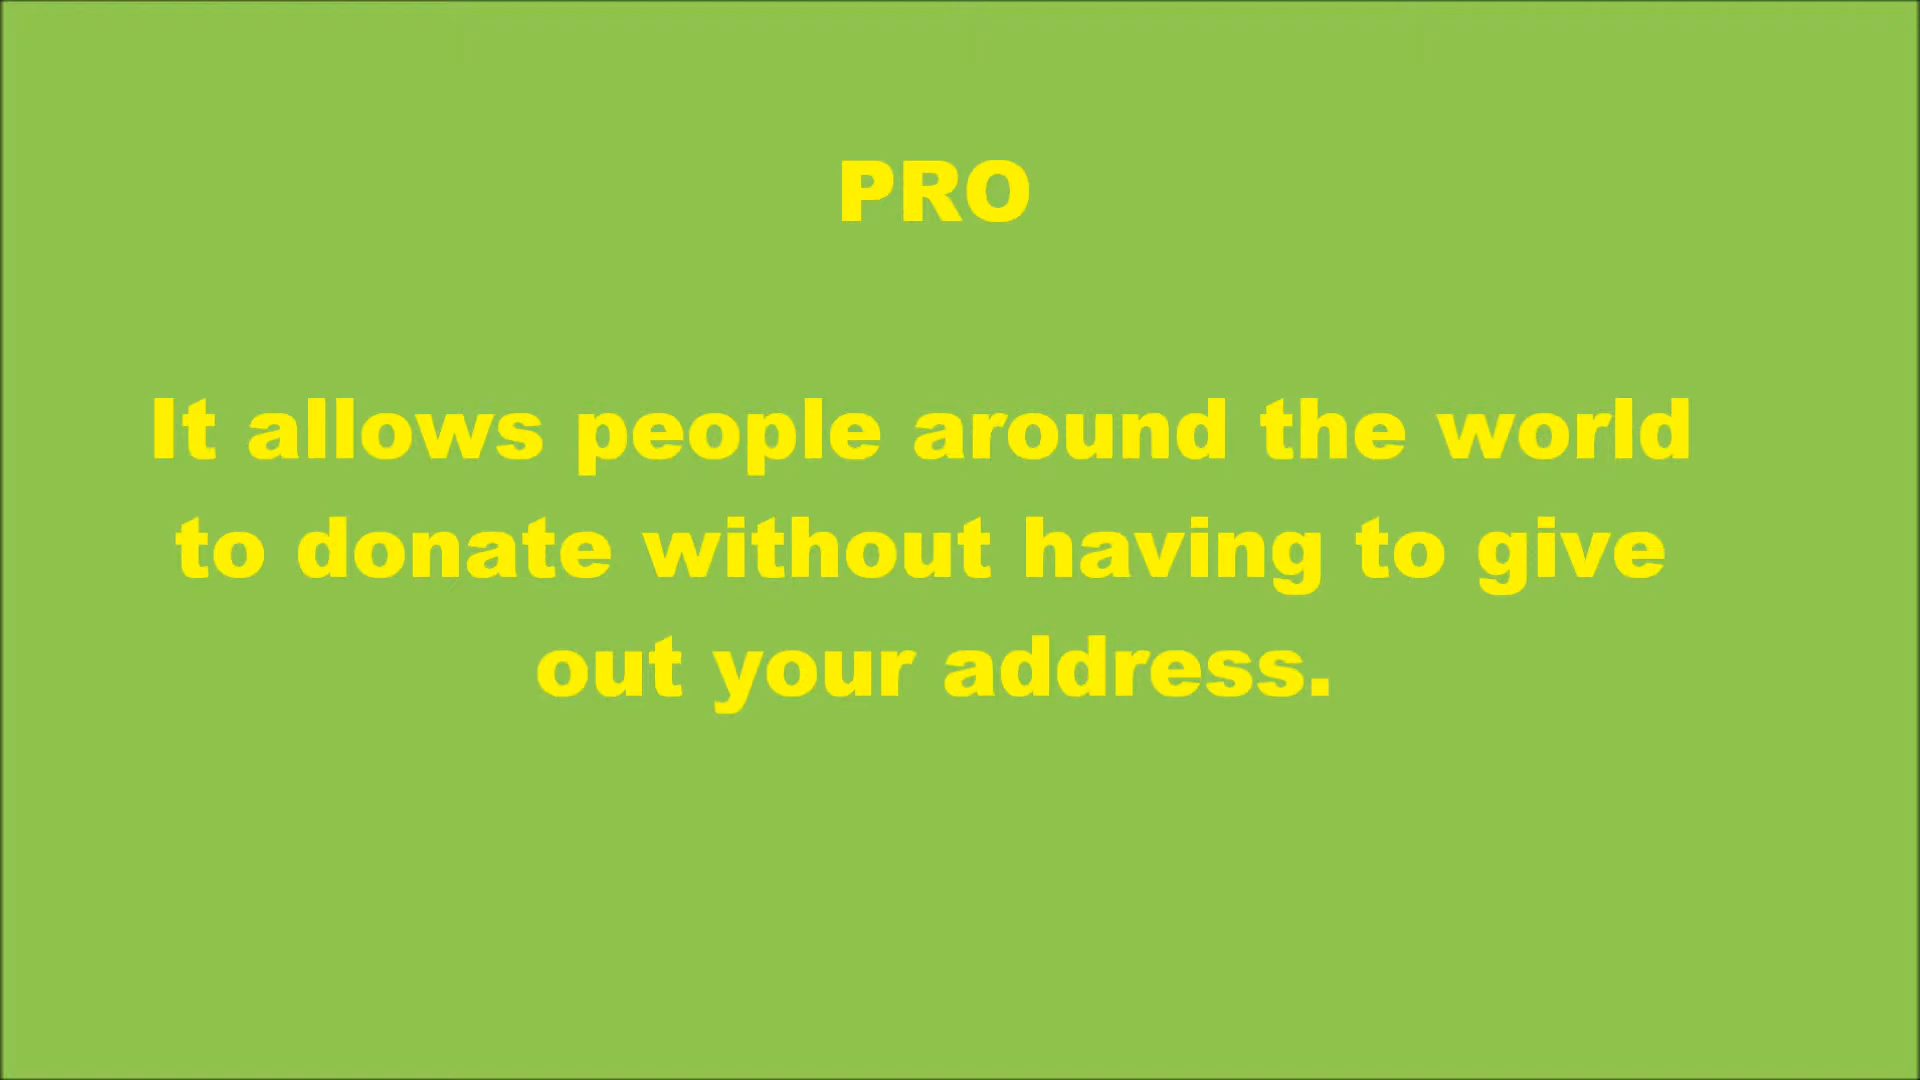 PRO
It allows people around the world
to donate without having to give
out your address.